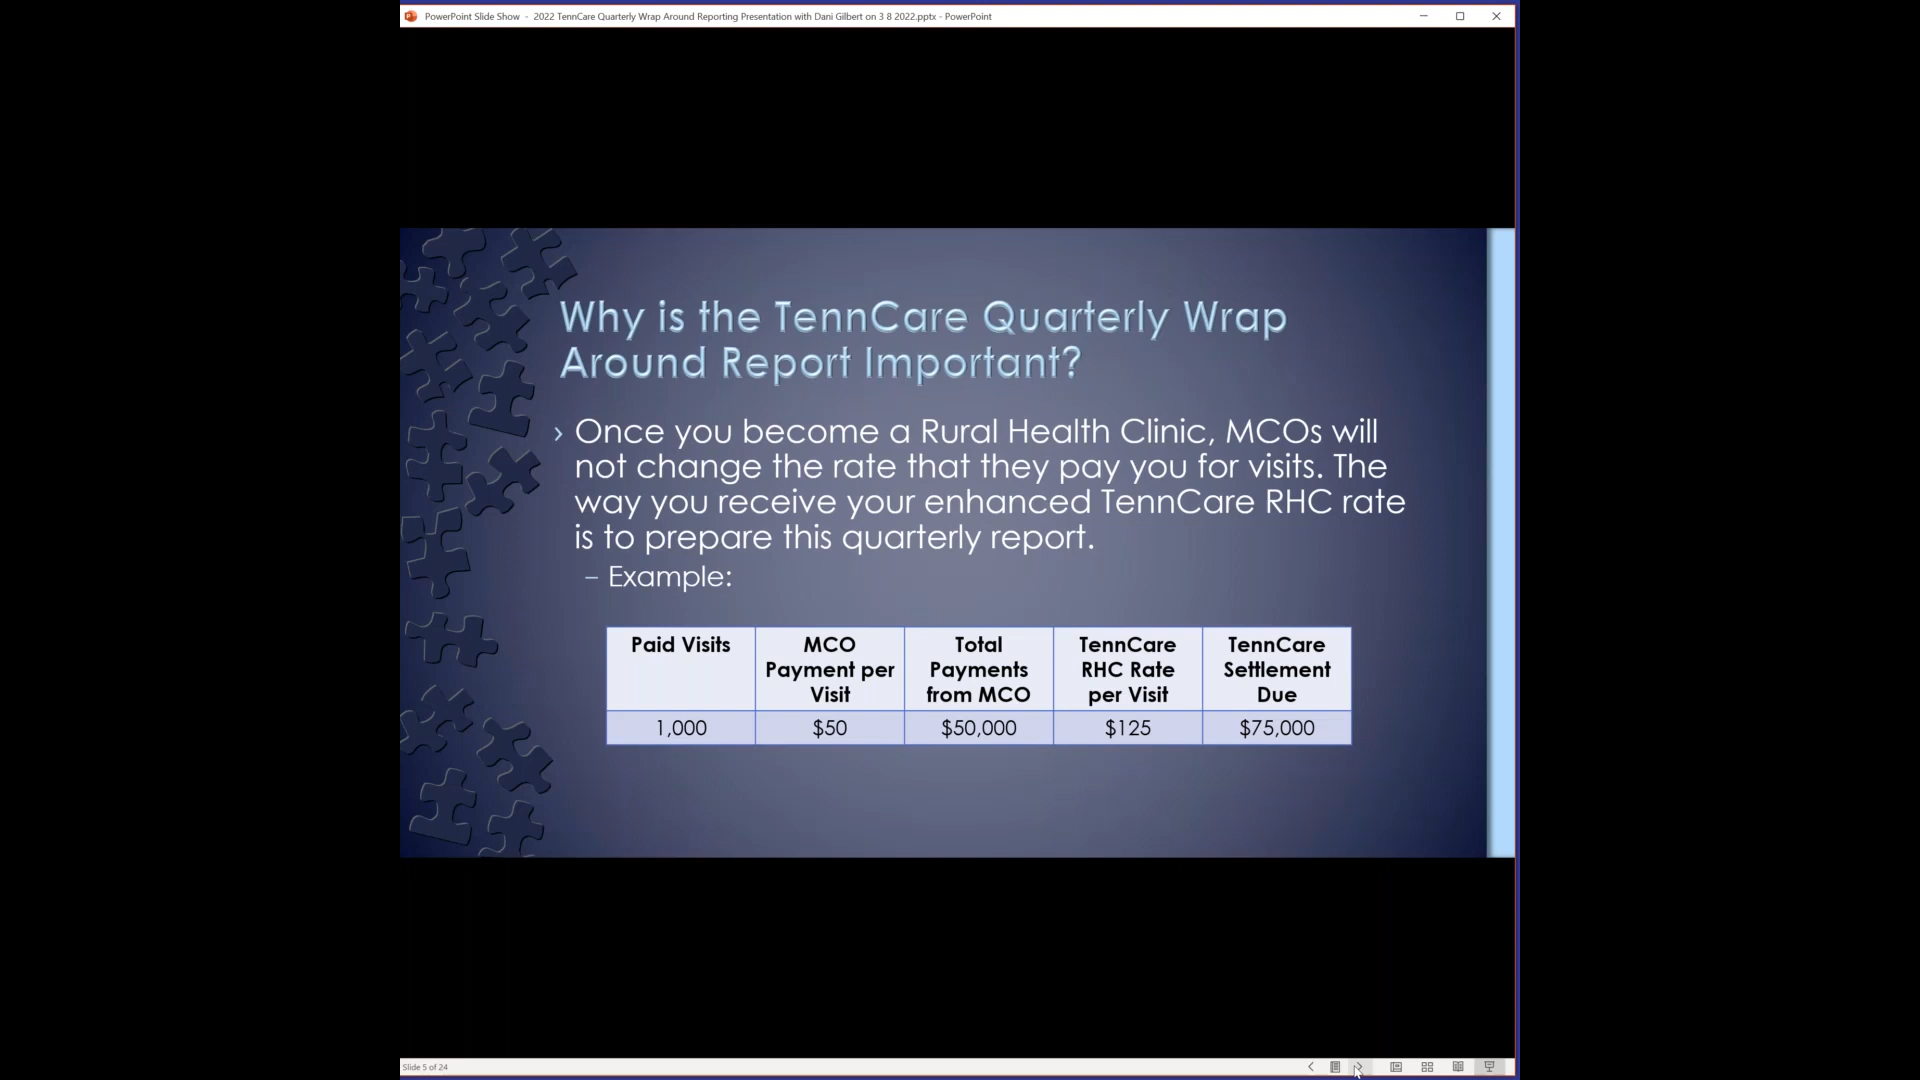 PowerPoint Slide Show - 2022 TennCare Quarterly Wrap Around Reporting Presentation with Dani Gilbert on 3 8 2022.pptx - PowerPoint
Why is the TennCare Quarterly Wrap
Around Report Important?
› Once you become a Rural Health Clinic, MCOs will
not change the rate that they pay you for visits. The
way you receive your enhanced TennCare RHC rate
is to prepare this quarterly report.
– Example:
Paid Visits
MCO
Payment per
Visit
Total
Payments
from MCO
TennCare
RHC Rate
per Visit
TennCare
Settlement
Due
1,000
$50
$50,000
$125
$75,000
Slide 5 of 24